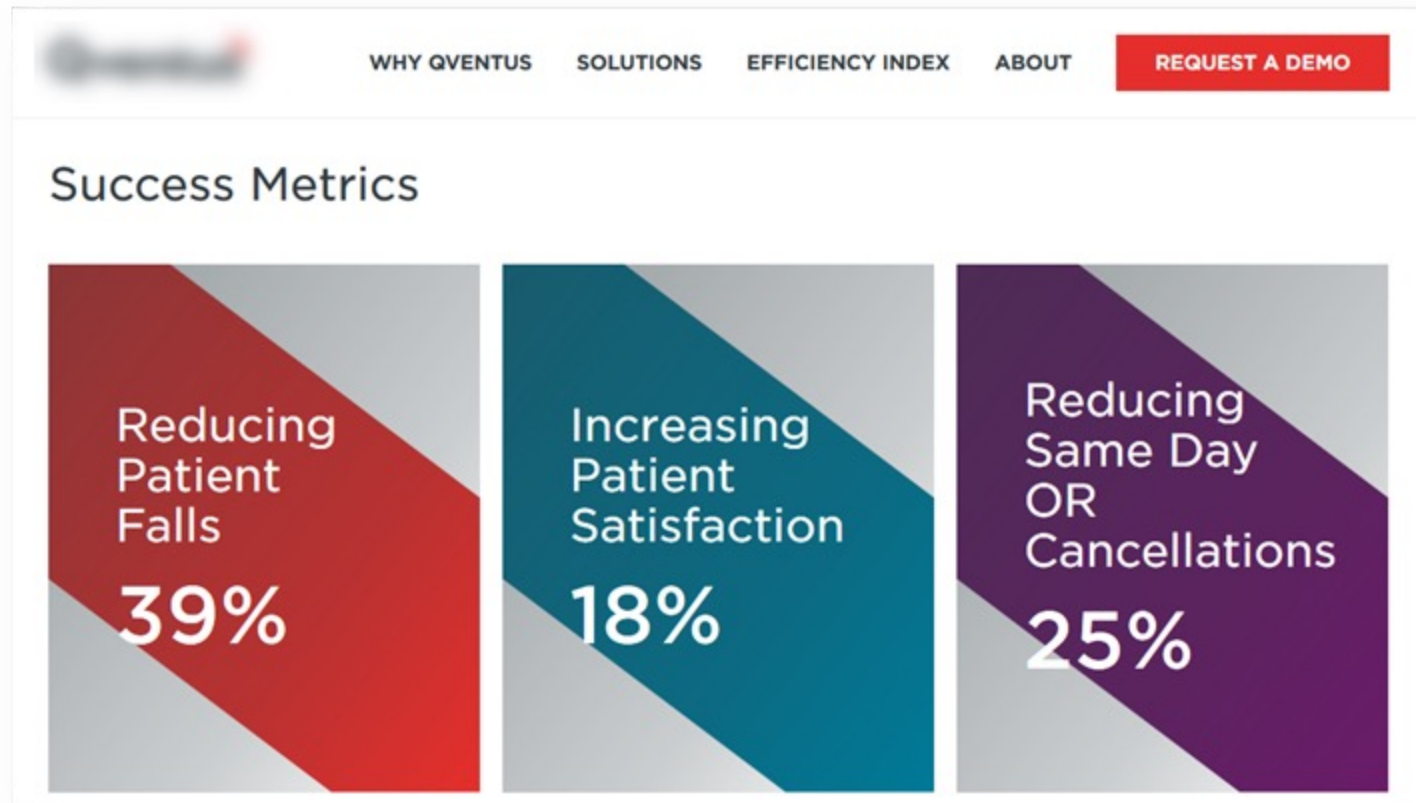 WHY QVENTUS SOLUTIONS EFFICIENCY INDEX ABOUT REQUEST A DEMO
Success Metrics
Reducing
Patient
Falls
39%
Increasing
Patient
Satisfaction
18%
Reducing
Same Day
OR
Cancellations
25%